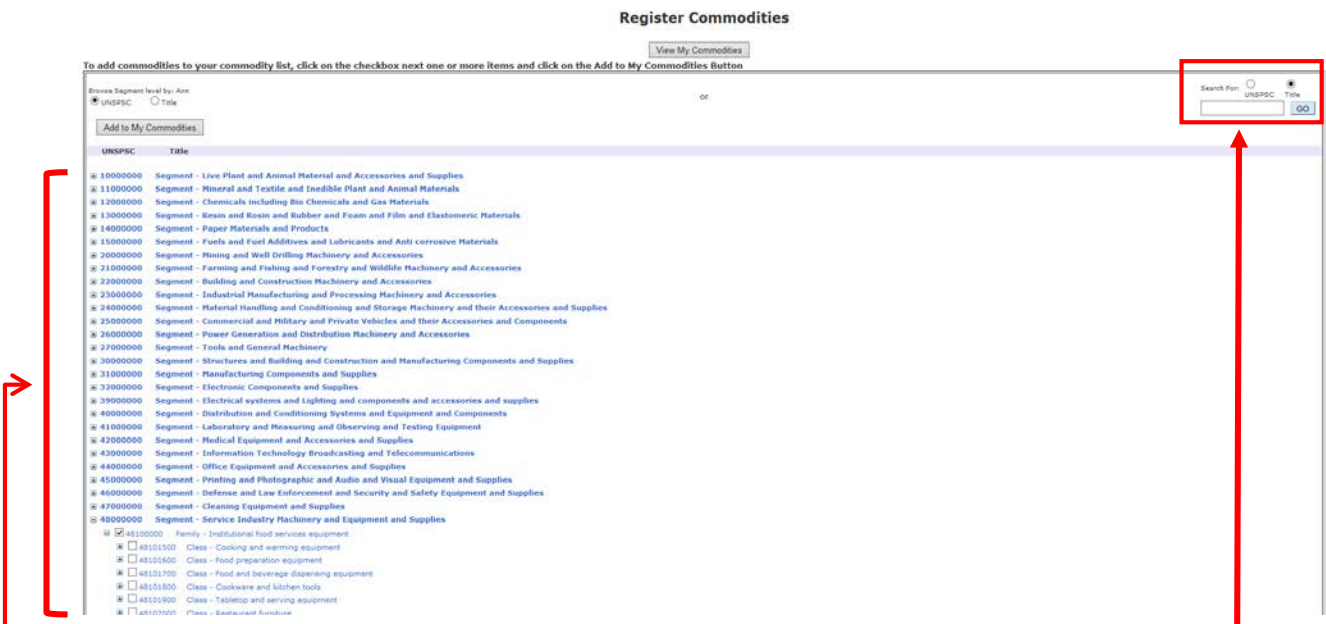 Register Commodities
View My Commodities
To add commodities to your commodity list, click on the checkbox next one or more items and click on the Add to My Commodities Button
Browse Segment level by: Ann
UNSPSC Title
or
Search For: UNSPSC Title
GO
Add to My Commodities
UNSPSC Title
10000000 Segment - Live Plant and Animal Material and Accessories and Supplies
11000000 Segment - Mineral and Textile and Inedible Plant and Animal Materials
12000000 Segment - Chemicals including Bio Chemicals and Gas Materials
13000000 Segment - Resin and Rosin and Rubber and Foam and Film and Elastomeric Materials
14000000 Segment - Paper Materials and Products
15000000 Segment - Fuels and Fuel Additives and Lubricants and Anti corrosive Materials
20000000 Segment - Mining and Well Drilling Machinery and Accessories
21000000 Segment - Farming and Fishing and Forestry and Wildlife Machinery and Accessories
22000000 Segment - Building and Construction Machinery and Accessories
23000000 Segment - Industrial Manufacturing and Processing Machinery and Accessories
24000000 Segment - Material Handling and Conditioning and Storage Machinery and their Accessories and Supplies
25000000 Segment - Commercial and Military and Private Vehicles and their Accessories and Components
26000000 Segment - Power Generation and Distribution Machinery and Accessories
27000000 Segment - Tools and General Machinery
30000000 Segment - Structures and Building and Construction and Manufacturing Components and Supplies
31000000 Segment - Manufacturing Components and Supplies
32000000 Segment - Electronic Components and Supplies
39000000 Segment - Electrical systems and Lighting and components and accessories and supplies
40000000 Segment - Distribution and Conditioning Systems and Equipment and Components
41000000 Segment - Laboratory and Measuring and Observing and Testing Equipment
42000000 Segment - Medical Equipment and Accessories and Supplies
43000000 Segment - Information Technology Broadcasting and Telecommunications
44000000 Segment - Office Equipment and Accessories and Supplies
45000000 Segment - Printing and Photographic and Audio and Visual Equipment and Supplies
46000000 Segment - Defense and Law Enforcement and Security and Safety Equipment and Supplies
47000000 Segment - Cleaning Equipment and Supplies
48000000 Segment - Service Industry Machinery and Equipment and Supplies
48100000 Family - Institutional food services equipment
48101500 Class - Cooking and warming equipment
48101600 Class - Food preparation equipment
48101700 Class - Food and beverage dispensing equipment
48101800 Class - Cookware and kitchen tools
48101900 Class - Tabletop and serving equipment
48102000 Class - Restaurant furniture